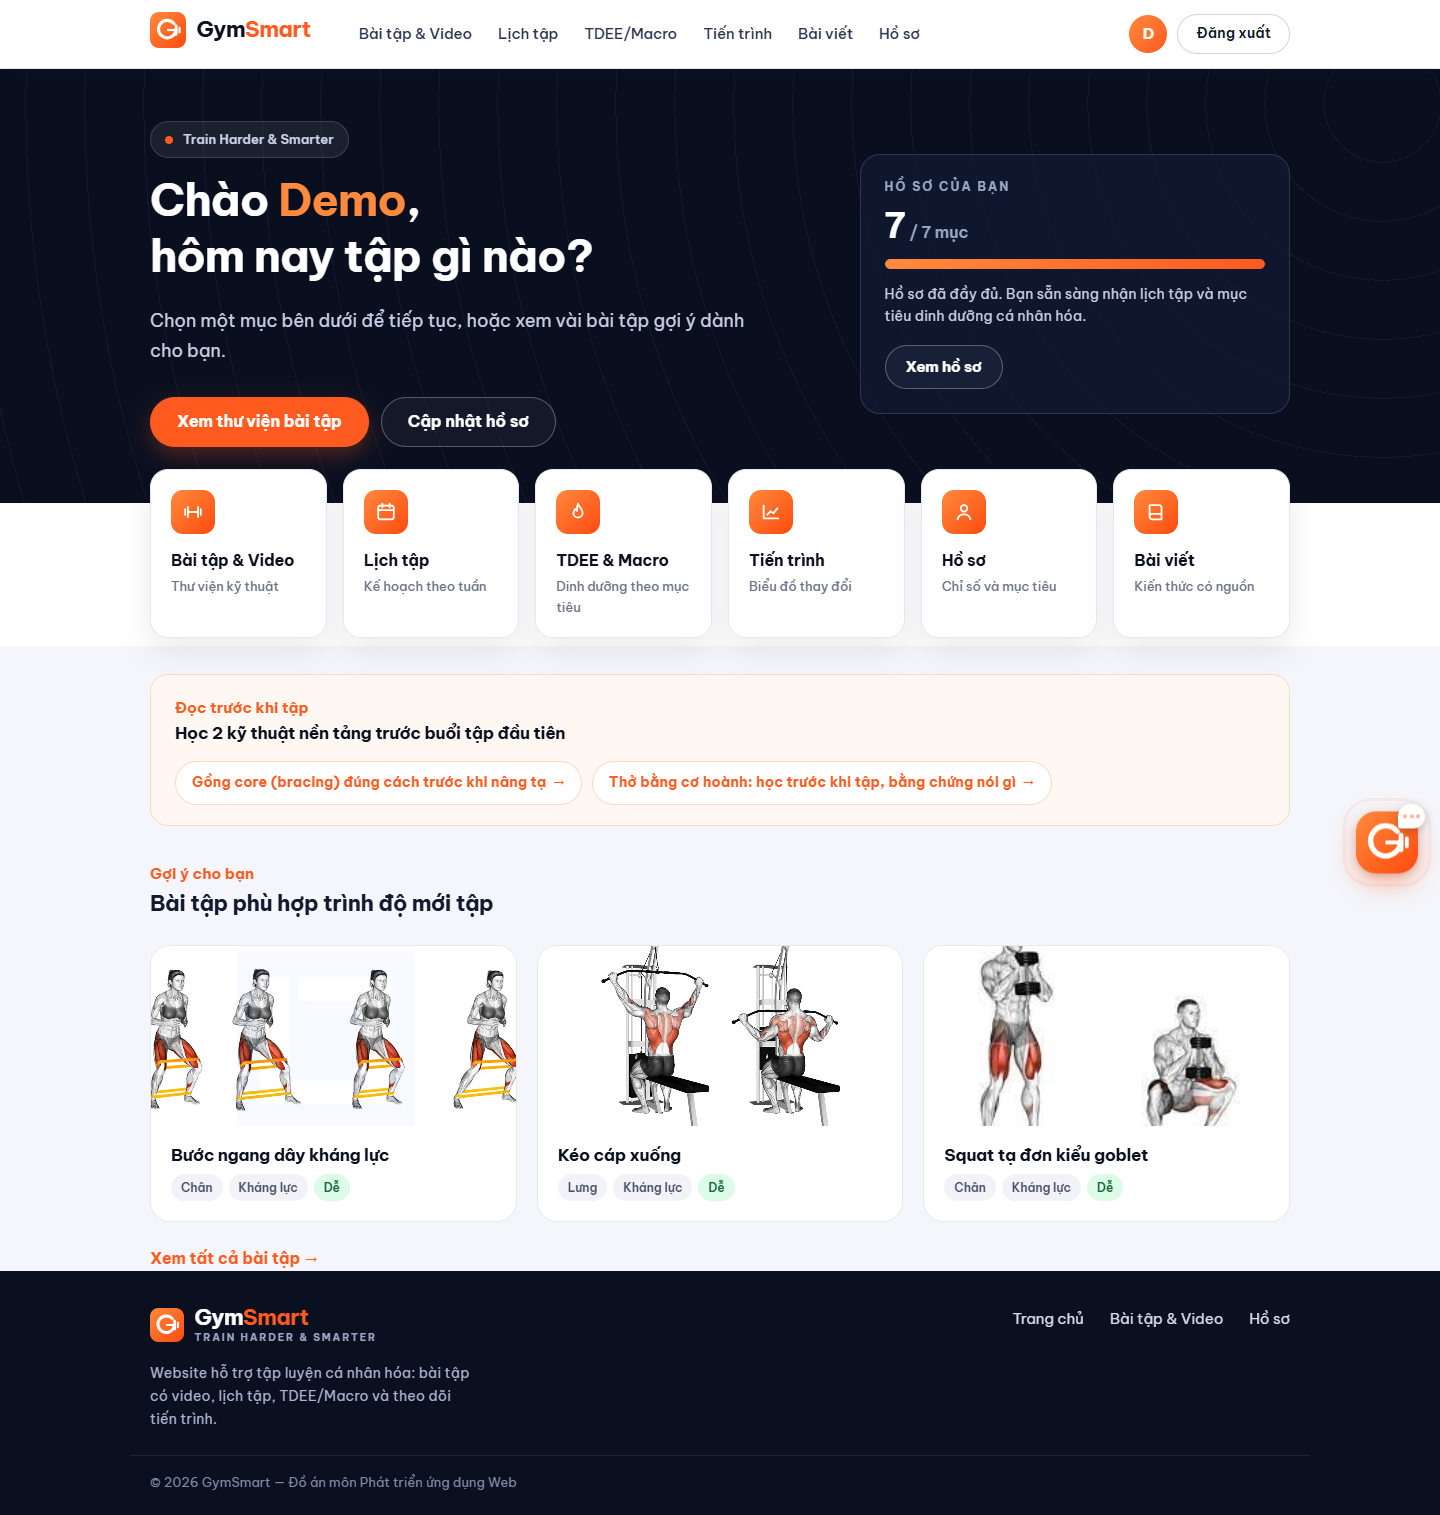 GymSmart
Bài tập & Video
Lịch tập
TDEE/Macro
Tiến trình
Bài viết
Hồ sơ
D
Đăng xuất
Train Harder & Smarter
Chào Demo,
hôm nay tập gì nào?
Chọn một mục bên dưới để tiếp tục, hoặc xem vài bài tập gợi ý dành
cho bạn.
Xem thư viện bài tập
Cập nhật hồ sơ
HỒ SƠ CỦA BẠN
7 / 7 mục
Hồ sơ đã đầy đủ. Bạn sẵn sàng nhận lịch tập và mục
tiêu dinh dưỡng cá nhân hóa.
Xem hồ sơ
Bài tập & Video
Thư viện kỹ thuật
Lịch tập
Kế hoạch theo tuần
TDEE & Macro
Dinh dưỡng theo mục
tiêu
Tiến trình
Biểu đồ thay đổi
Hồ sơ
Chỉ số và mục tiêu
Bài viết
Kiến thức có nguồn
Đọc trước khi tập
Học 2 kỹ thuật nền tảng trước buổi tập đầu tiên
Gồng core (bracing) đúng cách trước khi nâng tạ →
Thở bằng cơ hoành: học trước khi tập, bằng chứng nói gì →
Gợi ý cho bạn
Bài tập phù hợp trình độ mới tập
Bước ngang dây kháng lực
Chân
Kháng lực
Dễ
Kéo cáp xuống
Lưng
Kháng lực
Dễ
Squat tạ đơn kiểu goblet
Chân
Kháng lực
Dễ
Xem tất cả bài tập →
GymSmart
TRAIN HARDER & SMARTER
Trang chủ
Bài tập & Video
Hồ sơ
Website hỗ trợ tập luyện cá nhân hóa: bài tập
có video, lịch tập, TDEE/Macro và theo dõi
tiến trình.
© 2026 GymSmart — Đồ án môn Phát triển ứng dụng Web